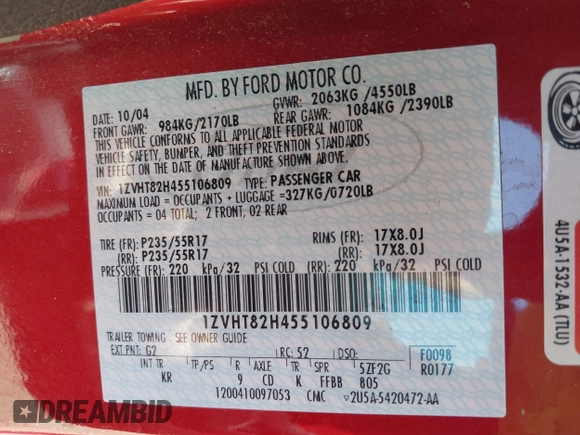 MFD. BY FORD MOTOR CO.
DATE: 10/04
GVWR: 2063KG /4550LB
FRONT GAWR: 984KG/2170LB
REAR GAWR: 1084KG /2390LB
THIS VEHICLE CONFORMS TO ALL APPLICABLE FEDERAL MOTOR
VEHICLE SAFETY, BUMPER, AND THEFT PREVENTION STANDARDS
IN EFFECT ON THE DATE OF MANUFACTURE SHOWN ABOVE.
VIN: 1ZVHT82H455106809 TYPE: PASSENGER CAR
MAXIMUM LOAD = OCCUPANTS + LUGGAGE =327KG/0720LB
OCCUPANTS = 04 TOTAL; 2 FRONT, 02 REAR
TIRE (FR): P235/55R17 RIMS (FR): 17X8.0J
(RR): P235/55R17 (RR): 17X8.0J
PRESSURE (FR): 220 kPa/32 PSI COLD (RR): 220 kPa/32 PSI COLD
1ZVHT82H455106809
TRAILER TOWING - SEE OWNER GUIDE
EXT PNT: G2 RC: 52 DSO: F0098
INT TR TP/PS R AXLE TR SPR 5ZF2G R0177
KR 9 CD K FFBB 805
1200410097053 CMC 2U5A-5420472-AA
4U5A-1532-AA (TLU)
DREAMBID